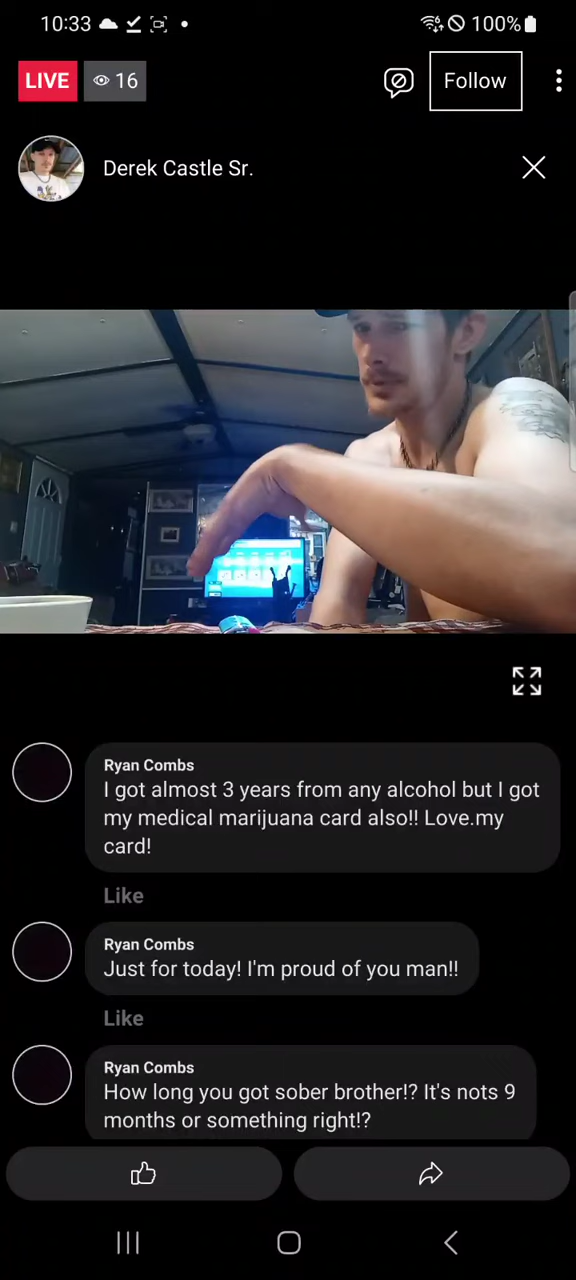 10:33
100%
LIVE
16
Follow
Derek Castle Sr.
Ryan Combs
I got almost 3 years from any alcohol but I got
my medical marijuana card also!! Love.my
card!
Like
Ryan Combs
Just for today! I'm proud of you man!!
Like
Ryan Combs
How long you got sober brother!? It's nots 9
months or something right!?